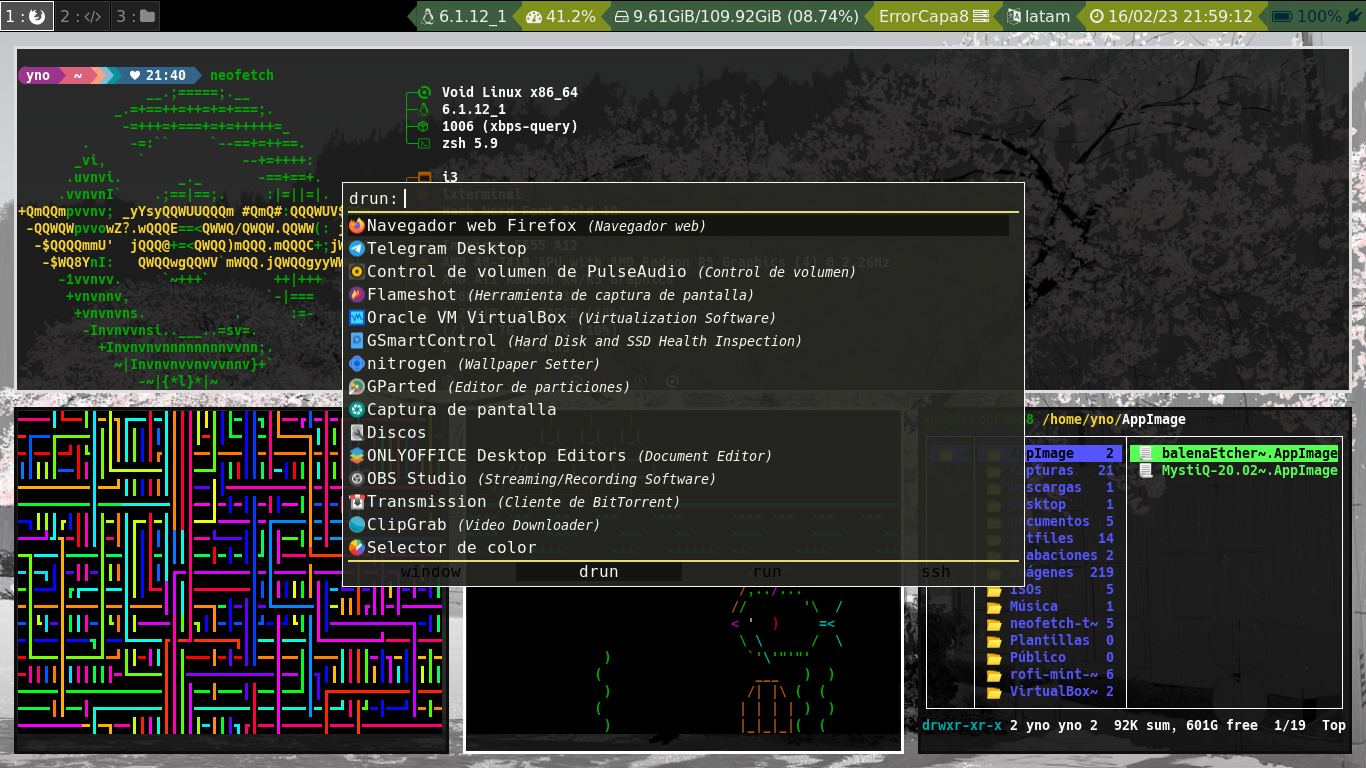 1 : 2 : 3 : 6.1.12_1 41.2% 9.61GiB/109.92GiB (08.74%) ErrorCapa8 latam 16/02/23 21:59:12 100%
yno ~ 21:40 neofetch
Void Linux x86_64
6.1.12_1
1006 (xbps-query)
zsh 5.9
i3
lxterminal
drun:
Navegador web Firefox (Navegador web)
Telegram Desktop
Control de volumen de PulseAudio (Control de volumen)
Flameshot (Herramienta de captura de pantalla)
Oracle VM VirtualBox (Virtualization Software)
GSmartControl (Hard Disk and SSD Health Inspection)
nitrogen (Wallpaper Setter)
GParted (Editor de particiones)
Captura de pantalla
Discos
ONLYOFFICE Desktop Editors (Document Editor)
OBS Studio (Streaming/Recording Software)
Transmission (Cliente de BitTorrent)
ClipGrab (Video Downloader)
Selector de color
window drun run ssh
8 /home/yno/AppImage
AppImage 2 balenaEtcher~.AppImage
Capturas 21 MystiQ-20.02~.AppImage
scargas 1
sktop 1
cumentos 5
tfiles 14
abaciones 2
ágenes 219
ISOs 5
Música 1
neofetch-t~ 5
Plantillas 0
Público 0
rofi-mint-~ 6
VirtualBox~ 2
drwxr-xr-x 2 yno yno 2 92K sum, 601G free 1/19 Top